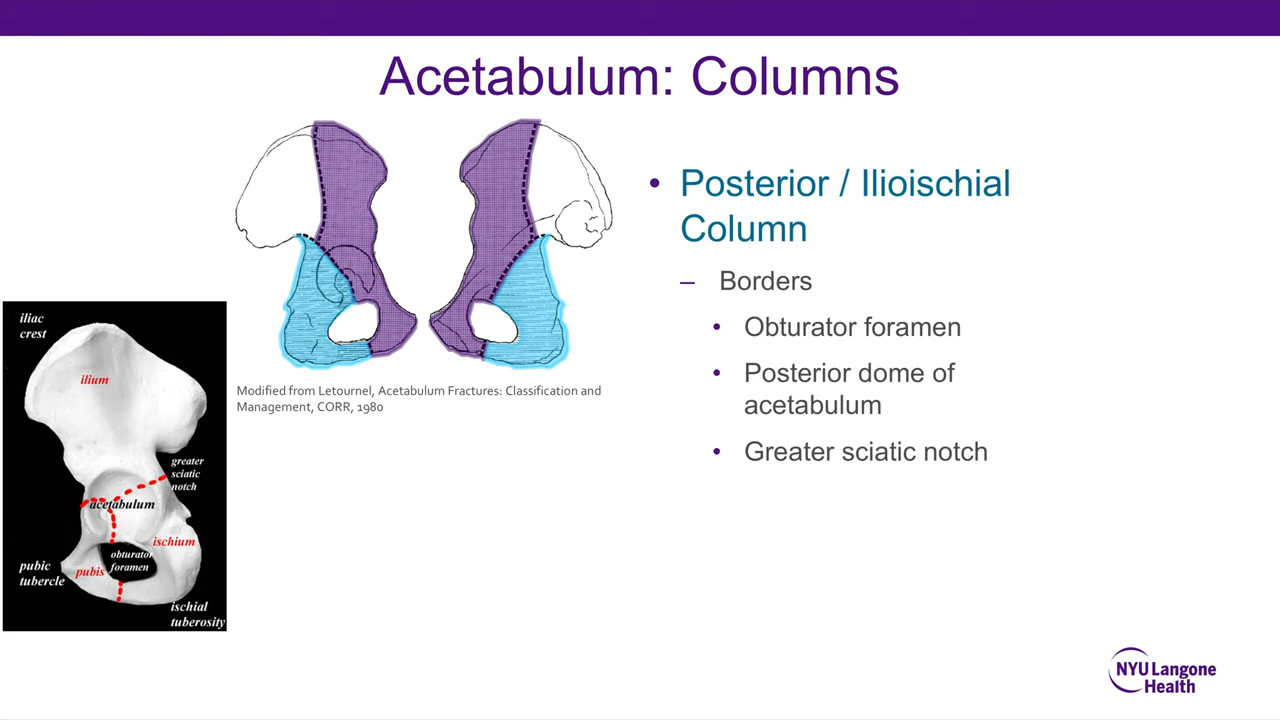 Acetabulum: Columns
• Posterior / Ilioischial
Column
– Borders
• Obturator foramen
• Posterior dome of
acetabulum
• Greater sciatic notch
Modified from Letournel, Acetabulum Fractures: Classification and
Management, CORR, 1980
iliac
crest
ilium
greater
sciatic
notch
acetabulum
ischium
obturator
foramen
pubic
tubercle
pubis
ischial
tuberosity
NYU Langone
Health